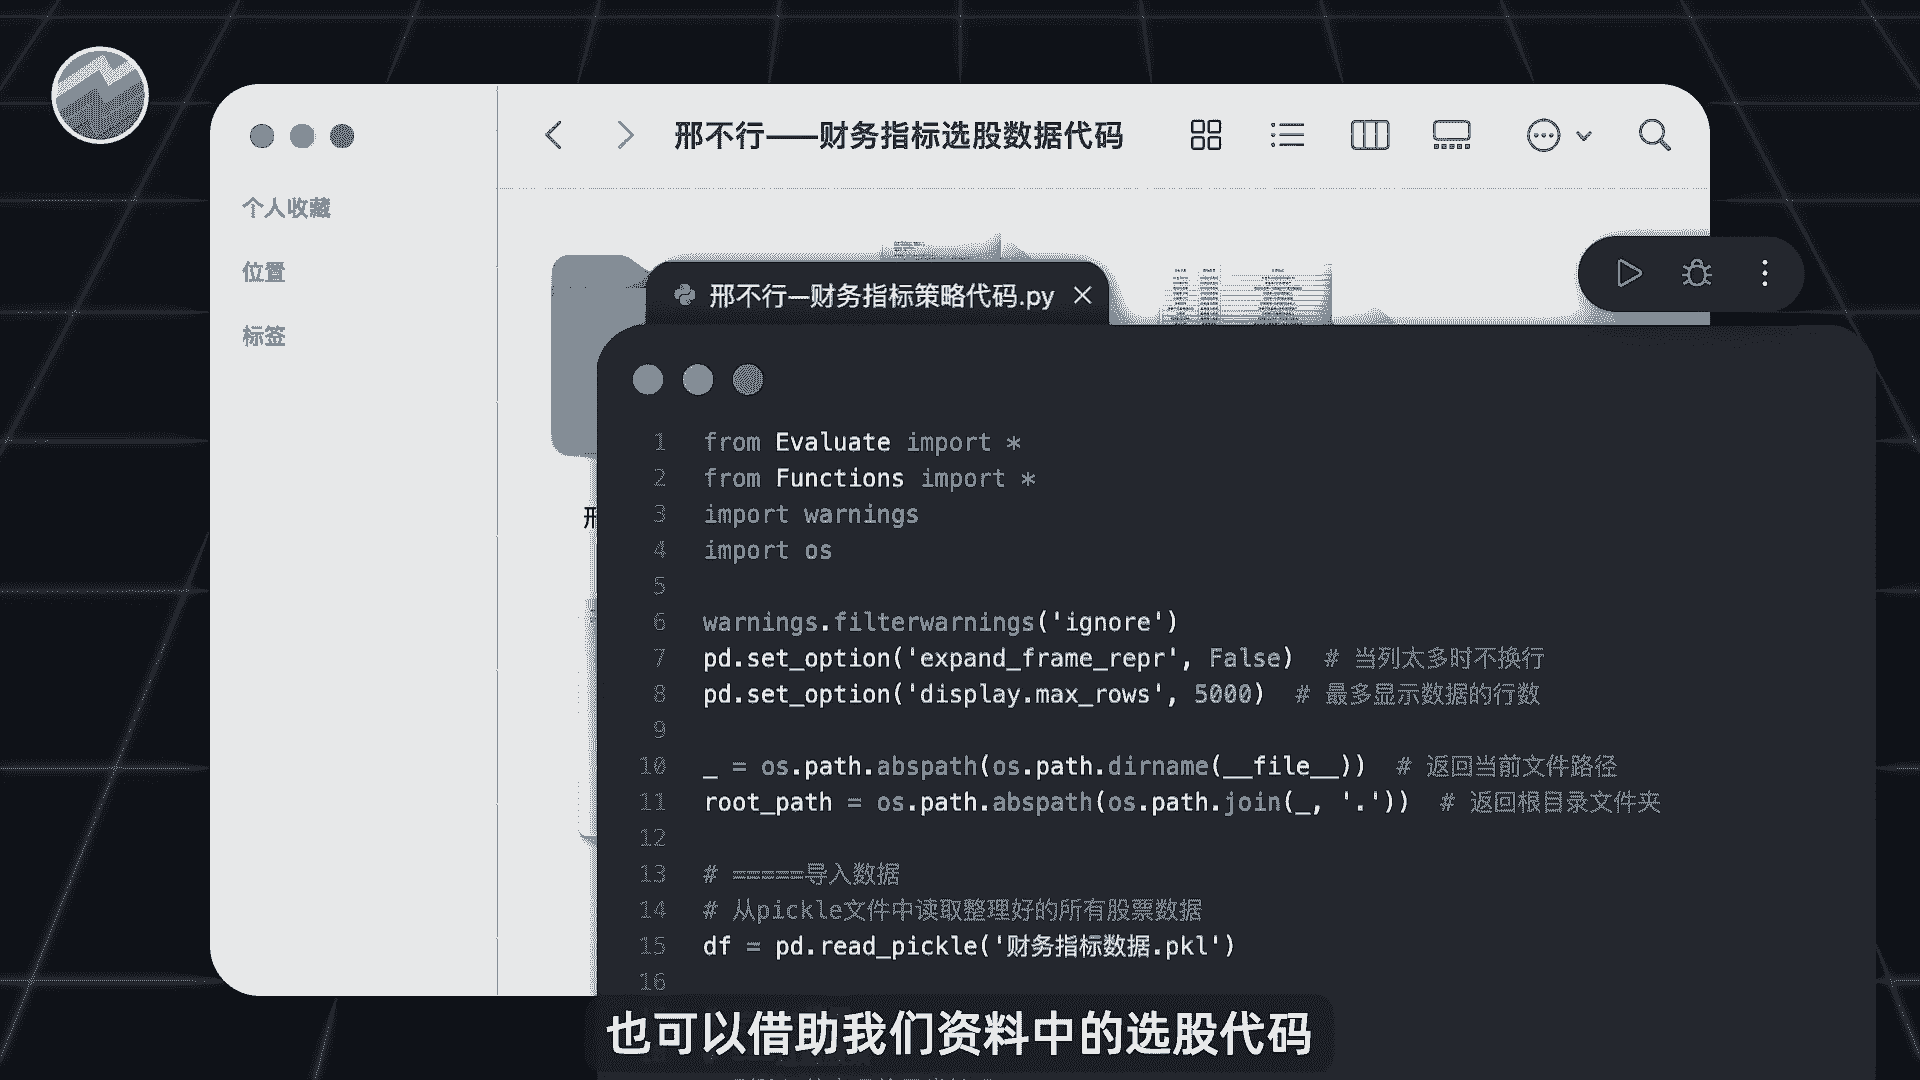 邢不行——财务指标选股数据代码
个人收藏
位置
标签
邢不行—财务指标策略代码.py
1 from Evaluate import *
2 from Functions import *
3 import warnings
4 import os
5
6 warnings.filterwarnings('ignore')
7 pd.set_option('expand_frame_repr', False) # 当列太多时不换行
8 pd.set_option('display.max_rows', 5000) # 最多显示数据的行数
9
10 _ = os.path.abspath(os.path.dirname(__file__)) # 返回当前文件路径
11 root_path = os.path.abspath(os.path.join(_, '.')) # 返回根目录文件夹
12
13 # =====导入数据
14 # 从pickle文件中读取整理好的所有股票数据
15 df = pd.read_pickle('财务指标数据.pkl')
16
也可以借助我们资料中的选股代码